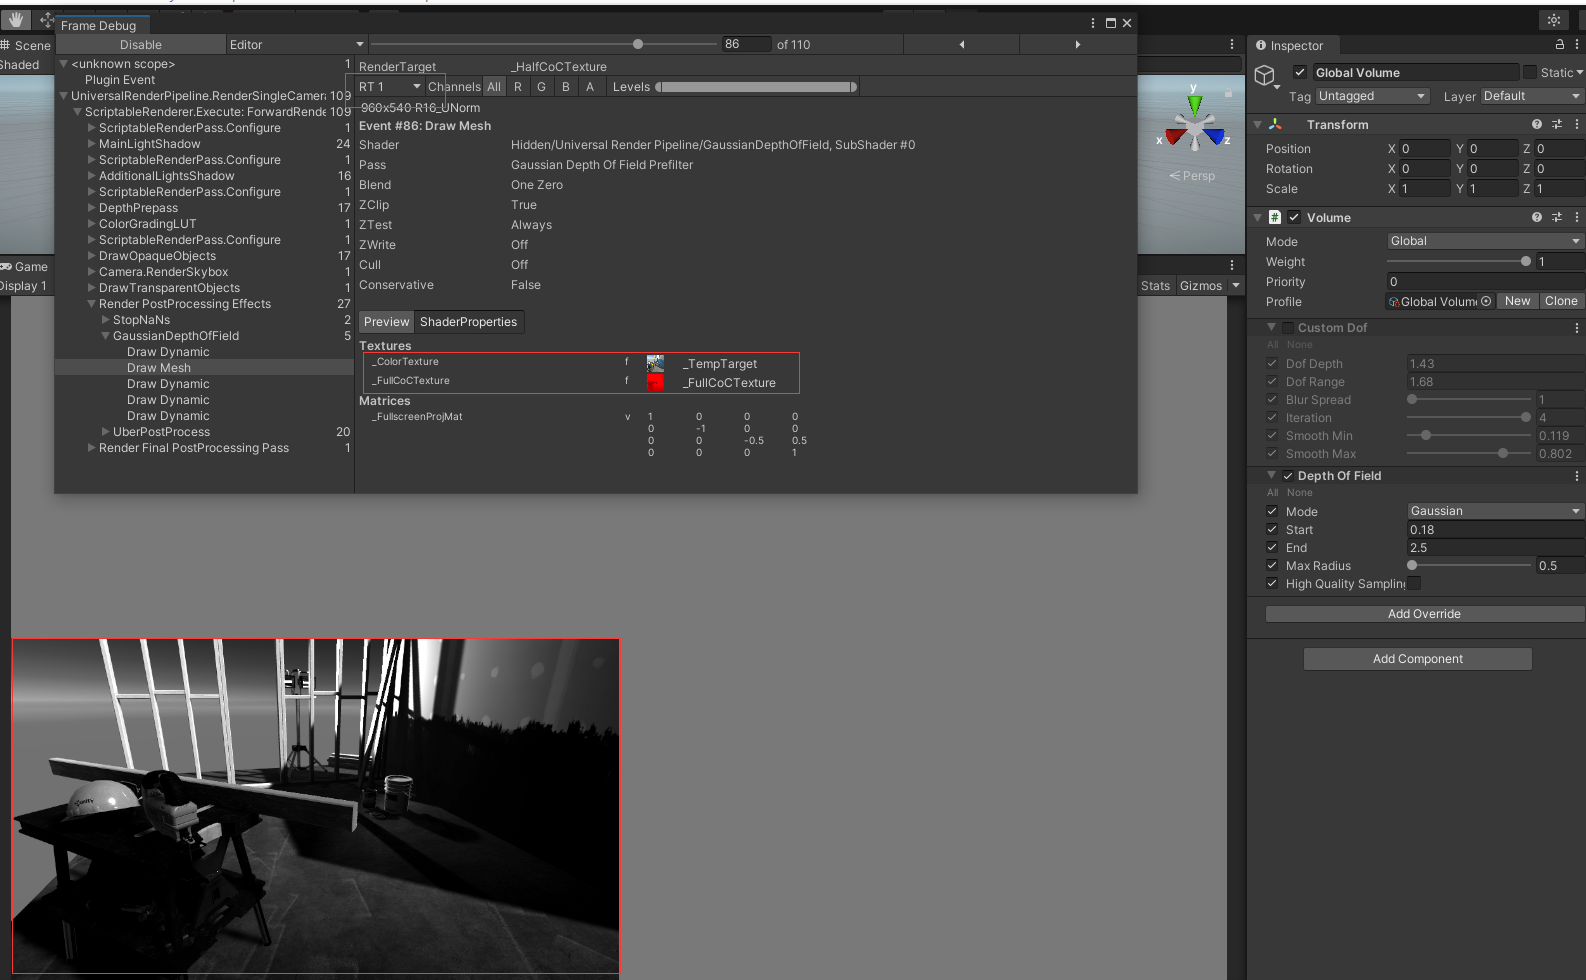 Frame Debug
Disable
Editor
86
of 110
<unknown scope> 1
Plugin Event
UniversalRenderPipeline.RenderSingleCamera: 109
ScriptableRenderer.Execute: ForwardRende 109
ScriptableRenderPass.Configure 1
MainLightShadow 24
ScriptableRenderPass.Configure 1
AdditionalLightsShadow 16
ScriptableRenderPass.Configure 1
DepthPrepass 17
ColorGradingLUT 1
ScriptableRenderPass.Configure 1
DrawOpaqueObjects 17
Camera.RenderSkybox 1
DrawTransparentObjects 1
Render PostProcessing Effects 27
StopNaNs 2
GaussianDepthOfField 5
Draw Dynamic
Draw Mesh
Draw Dynamic
Draw Dynamic
Draw Dynamic
UberPostProcess 20
Render Final PostProcessing Pass 1
RenderTarget _HalfCoCTexture
RT 1 Channels All R G B A Levels
960x540 R16_UNorm
Event #86: Draw Mesh
Shader Hidden/Universal Render Pipeline/GaussianDepthOfField, SubShader #0
Pass Gaussian Depth Of Field Prefilter
Blend One Zero
ZClip True
ZTest Always
ZWrite Off
Cull Off
Conservative False
Preview ShaderProperties
Textures
_ColorTexture f _TempTarget
_FullCoCTexture f _FullCoCTexture
Matrices
_FullscreenProjMat v 1 0 0 0
0 -1 0 0
0 0 -0.5 0.5
0 0 0 1
Scene
Shaded
Game
Display 1
y
x z
Persp
Stats Gizmos
Inspector
Global Volume Static
Tag Untagged Layer Default
Transform
Position X 0 Y 0 Z 0
Rotation X 0 Y 0 Z 0
Scale X 1 Y 1 Z 1
# Volume
Mode Global
Weight 1
Priority 0
Profile Global Volum New Clone
Custom Dof
All None
Dof Depth 1.43
Dof Range 1.68
Blur Spread 1
Iteration 4
Smooth Min 0.119
Smooth Max 0.802
Depth Of Field
All None
Mode Gaussian
Start 0.18
End 2.5
Max Radius 0.5
High Quality Sampling
Add Override
Add Component
unity